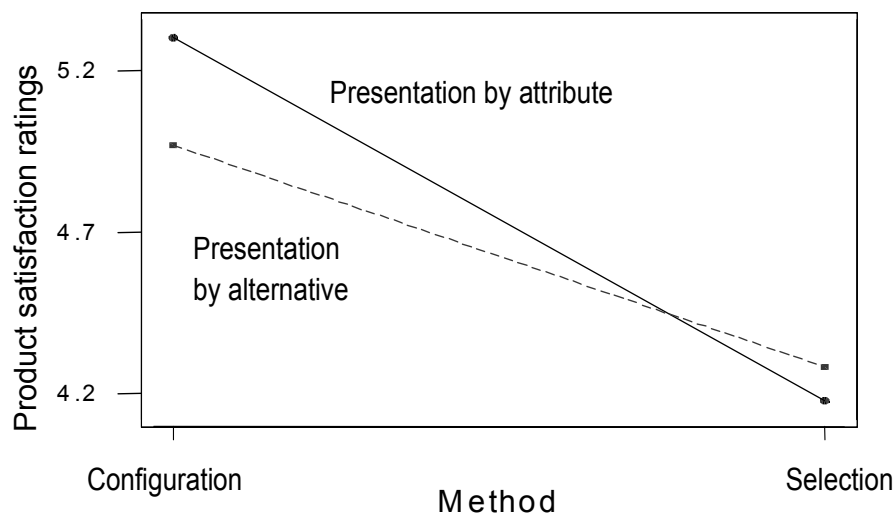 Product satisfaction ratings
5.2
4.7
4.2
Presentation by attribute
Presentation
by alternative
Configuration
Selection
Method